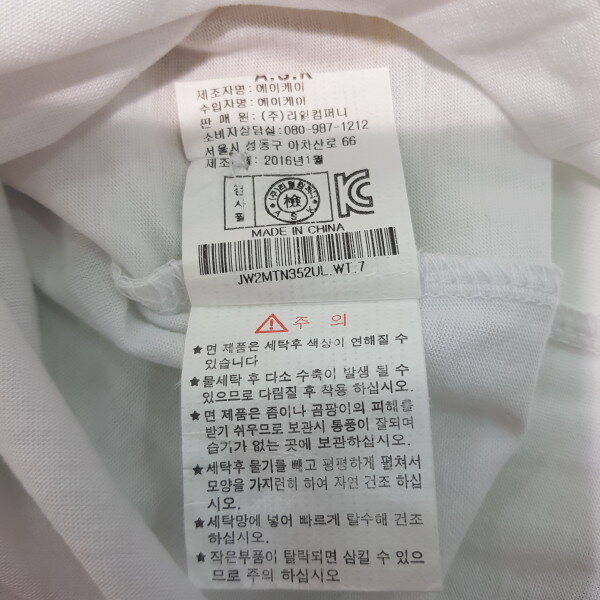 A.S.K
제조자명: 에이케이
수입자명: 에이케이
판 매 원: (주)리얼컴퍼니
소비자상담실: 080-987-1212
서울시 성동구 아차산로 66
제조 : 2016년1월
검사필
(주)리얼컴퍼니
檢
A S K
KC
MADE IN CHINA
JW2MTN352UL.WT.7
주 의
★면 제품은 세탁후 색상이 연해질 수
있습니다
★물세탁 후 다소 수축이 발생 될 수
있으므로 다림질 후 착용 하십시오.
★면 제품은 좀이나 곰팡이의 피해를
받기 쉬우므로 보관시 통풍이 잘되며
습기가 없는 곳에 보관하십시오.
★세탁후 물기를 빼고 평평하게 펼쳐서
모양을 가지런히 하여 자연 건조 하십
시오.
★세탁망에 넣어 빠르게 탈수해 건조
하십시오.
★작은부품이 탈락되면 삼킬 수 있으
므로 주의 하십시오!